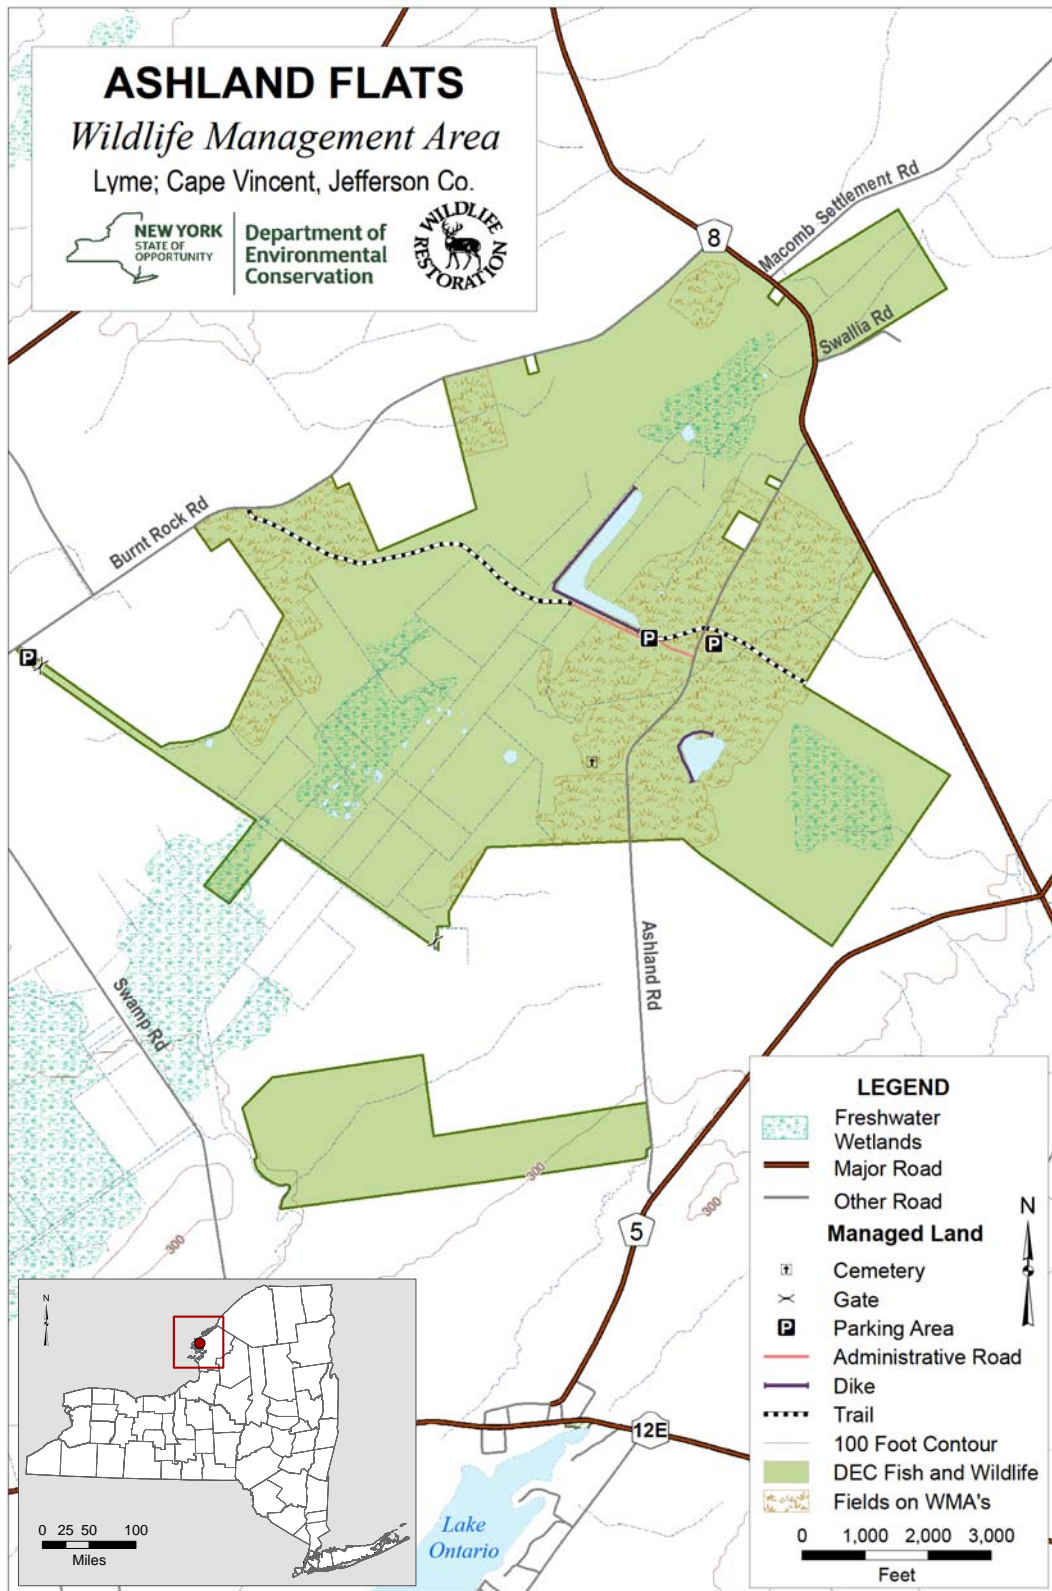 ASHLAND FLATS
Wildlife Management Area
Lyme; Cape Vincent, Jefferson Co.
NEW YORK
STATE OF
OPPORTUNITY
Department of
Environmental
Conservation
WILDLIFE
RESTORATION
8
Macomb Settlement Rd
Swallia Rd
Burnt Rock Rd
P
P
P
Ashland Rd
Swamp Rd
300
300
300
5
12E
Lake
Ontario
LEGEND
Freshwater
Wetlands
Major Road
Other Road
N
Managed Land
Cemetery
Gate
P Parking Area
Administrative Road
Dike
Trail
100 Foot Contour
DEC Fish and Wildlife
Fields on WMA's
0 1,000 2,000 3,000
Feet
N
0 25 50 100
Miles